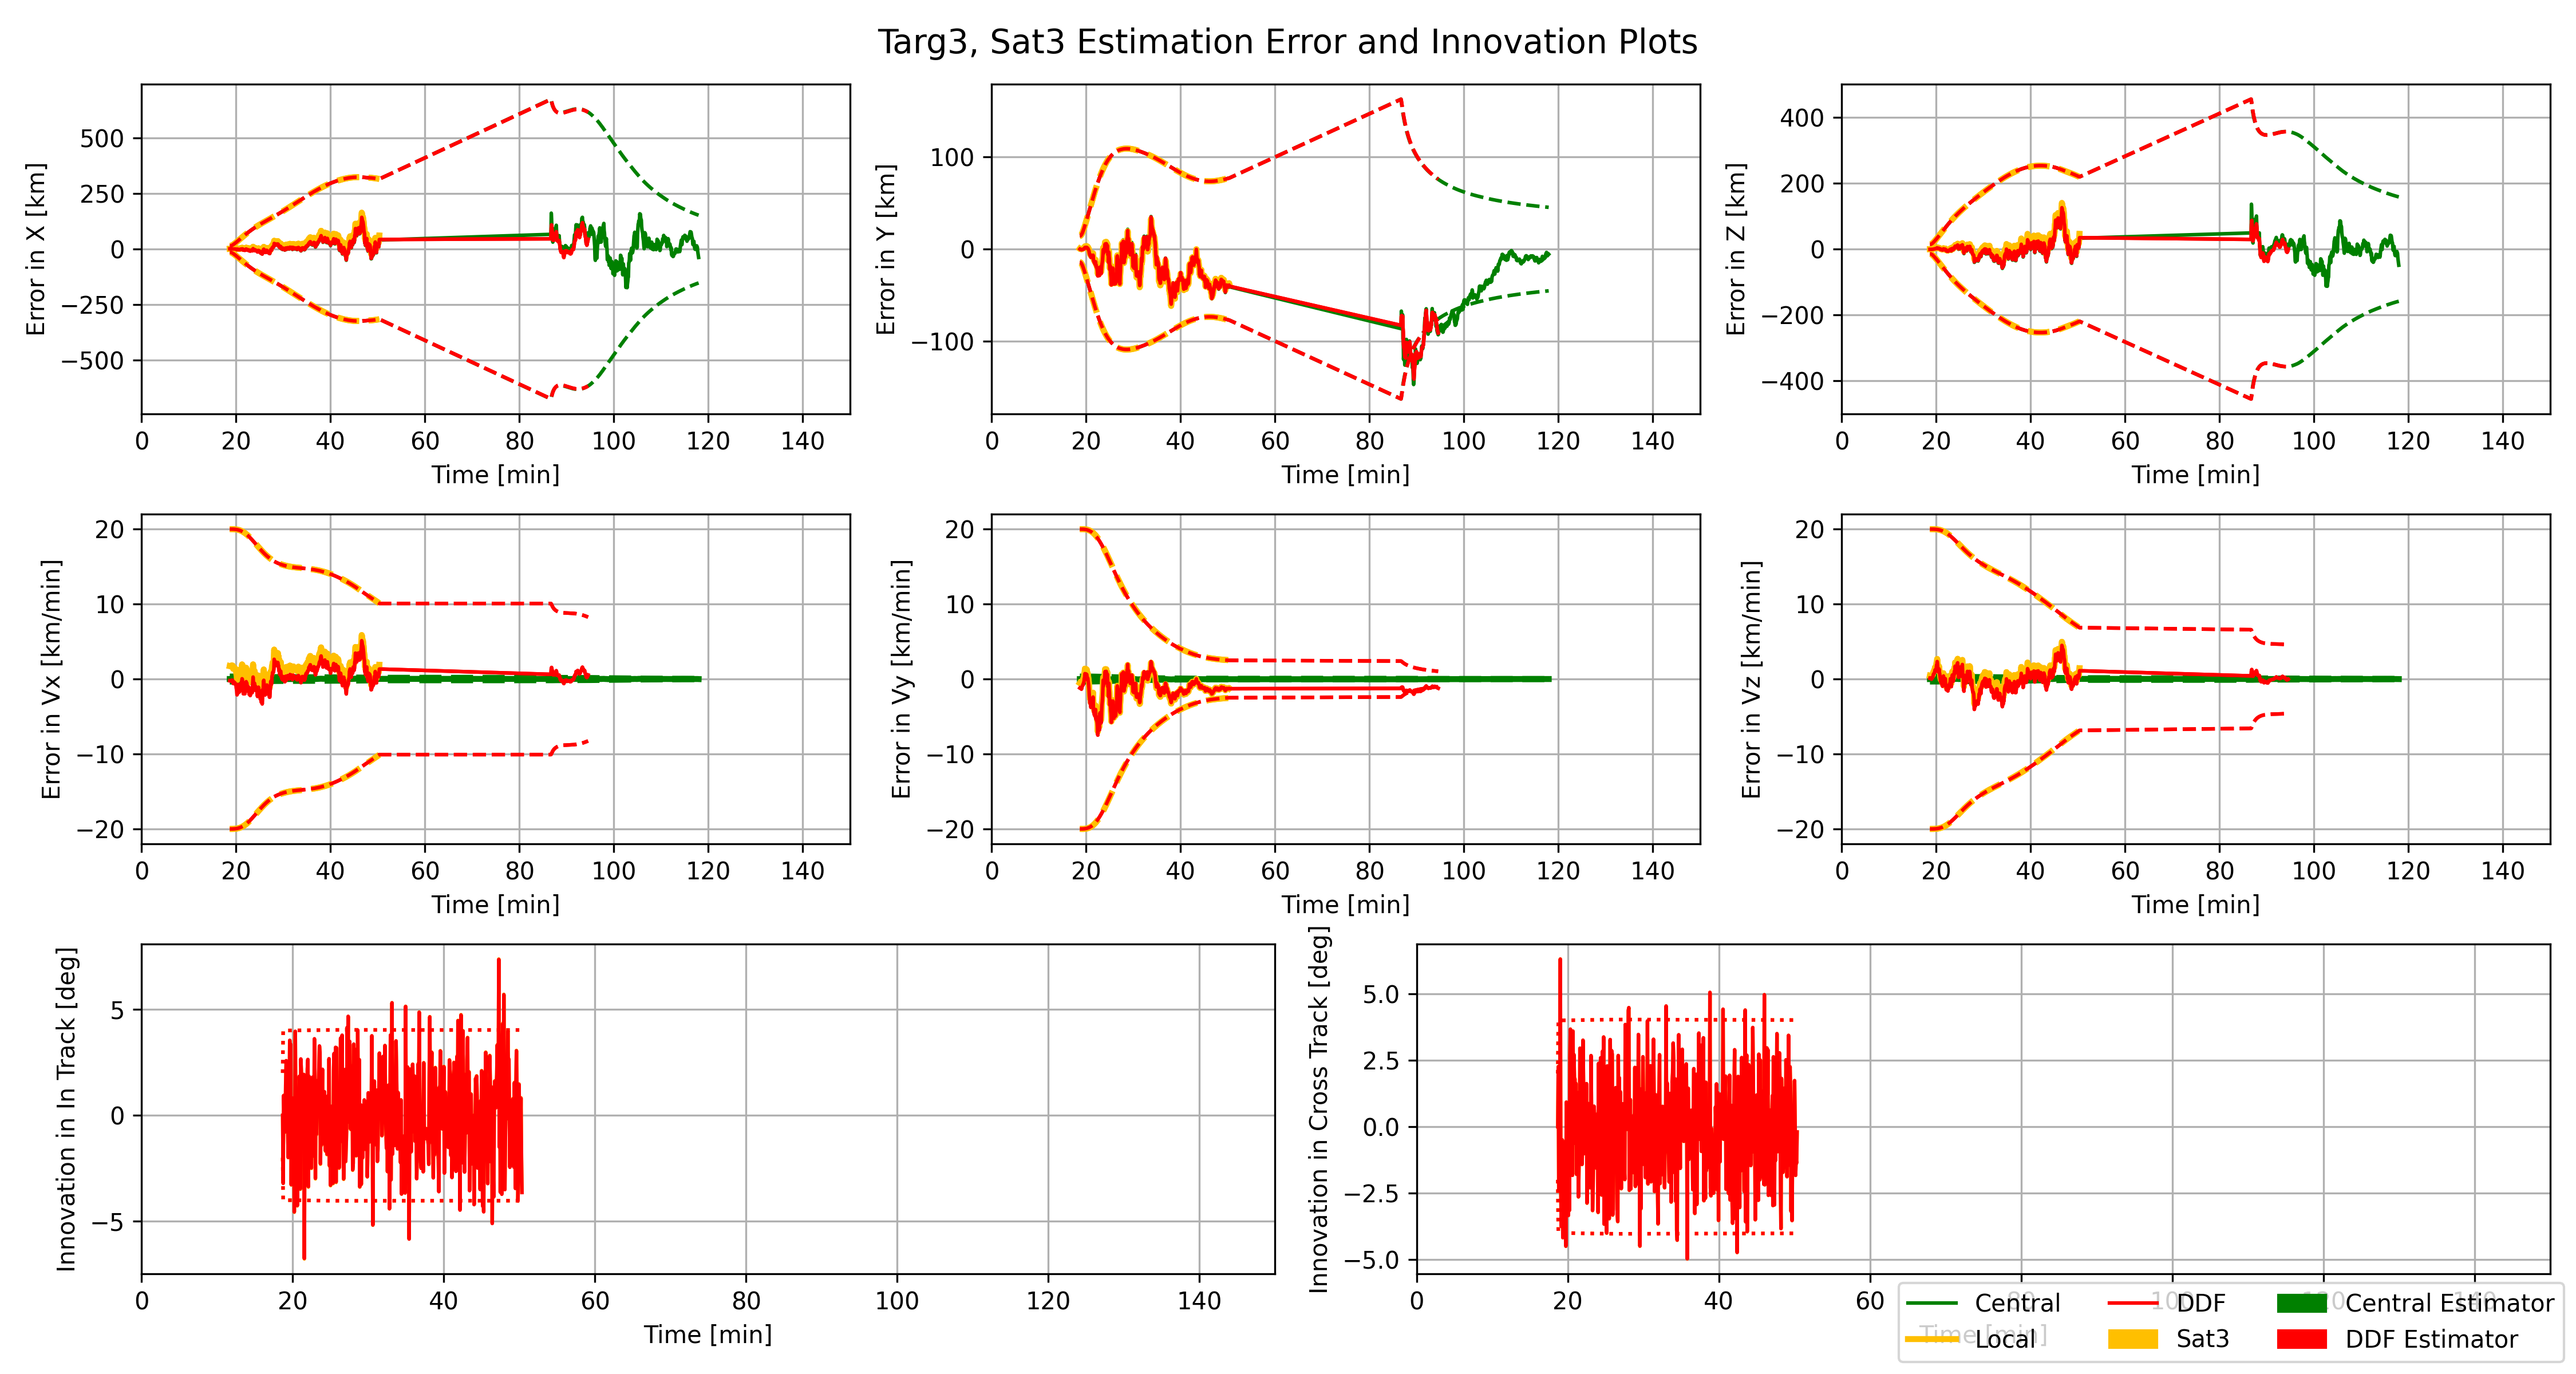 Targ3, Sat3 Estimation Error and Innovation Plots
Error in X [km]
500
250
0
−250
−500
0 20 40 60 80 100 120 140
Time [min]
Error in Y [km]
100
0
−100
0 20 40 60 80 100 120 140
Time [min]
Error in Z [km]
400
200
0
−200
−400
0 20 40 60 80 100 120 140
Time [min]
Error in Vx [km/min]
20
10
0
−10
−20
0 20 40 60 80 100 120 140
Time [min]
Error in Vy [km/min]
20
10
0
−10
−20
0 20 40 60 80 100 120 140
Time [min]
Error in Vz [km/min]
20
10
0
−10
−20
0 20 40 60 80 100 120 140
Time [min]
Innovation in In Track [deg]
5
0
−5
0 20 40 60 80 100 120 140
Time [min]
Innovation in Cross Track [deg]
5.0
2.5
0.0
−2.5
−5.0
0 20 40 60 80 100 120 140
Time [min]
Central DDF Central Estimator
Local Sat3 DDF Estimator